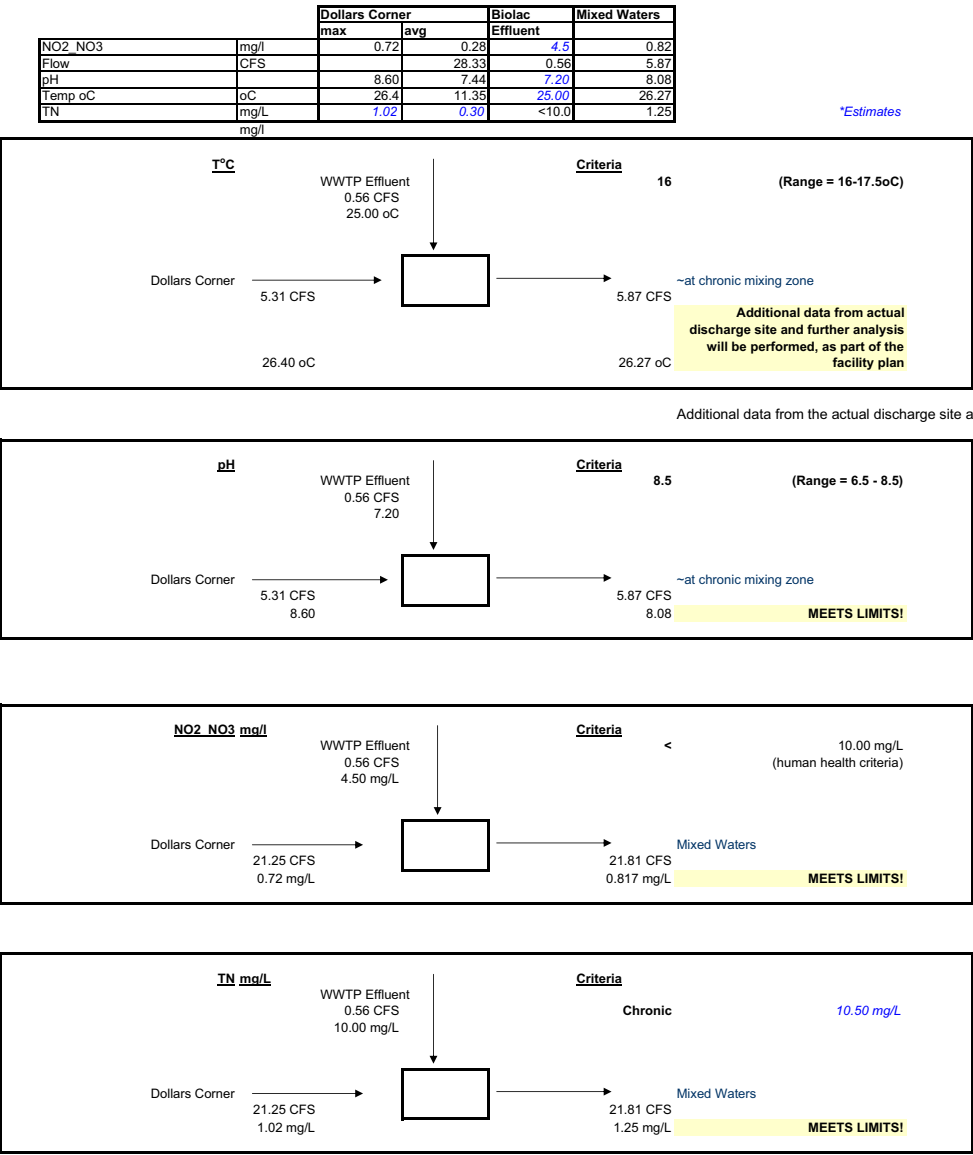 Dollars Corner Biolac Mixed Waters
max avg Effluent
NO2_NO3 mg/l 0.72 0.28 4.5 0.82
Flow CFS 28.33 0.56 5.87
pH 8.60 7.44 7.20 8.08
Temp oC oC 26.4 11.35 25.00 26.27
TN mg/L 1.02 0.30 <10.0 1.25 *Estimates
mg/l
ToC Criteria
WWTP Effluent 16 (Range = 16-17.5oC)
0.56 CFS
25.00 oC
Dollars Corner ~at chronic mixing zone
5.31 CFS 5.87 CFS
Additional data from actual
discharge site and further analysis
will be performed, as part of the
26.40 oC 26.27 oC facility plan
Additional data from the actual discharge site a
pH Criteria
WWTP Effluent 8.5 (Range = 6.5 - 8.5)
0.56 CFS
7.20
Dollars Corner ~at chronic mixing zone
5.31 CFS 5.87 CFS
8.60 8.08 MEETS LIMITS!
NO2_NO3 mg/l Criteria
WWTP Effluent < 10.00 mg/L
0.56 CFS (human health criteria)
4.50 mg/L
Dollars Corner Mixed Waters
21.25 CFS 21.81 CFS
0.72 mg/L 0.817 mg/L MEETS LIMITS!
TN mg/L Criteria
WWTP Effluent
0.56 CFS Chronic 10.50 mg/L
10.00 mg/L
Dollars Corner Mixed Waters
21.25 CFS 21.81 CFS
1.02 mg/L 1.25 mg/L MEETS LIMITS!